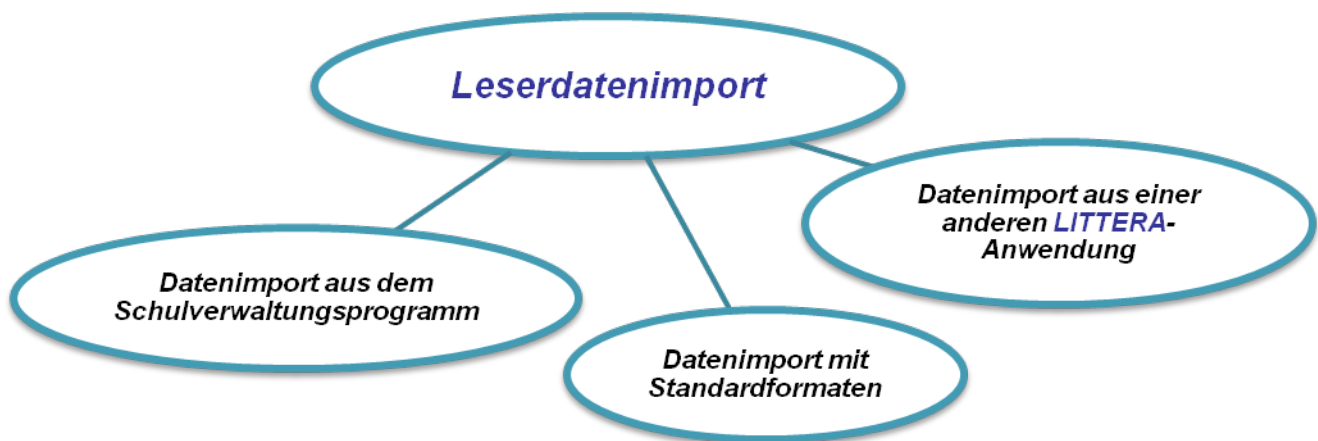 Leserdatenimport
Datenimport aus einer
anderen LITTERA-
Anwendung
Datenimport aus dem
Schulverwaltungsprogramm
Datenimport mit
Standardformaten